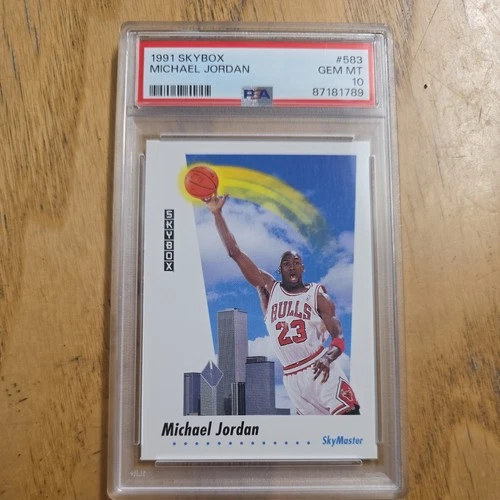 1991 SKYBOX #583
MICHAEL JORDAN GEM MT
10
PSA 87181789
SKYBOX
BULLS
23
Michael Jordan
SkyMaster